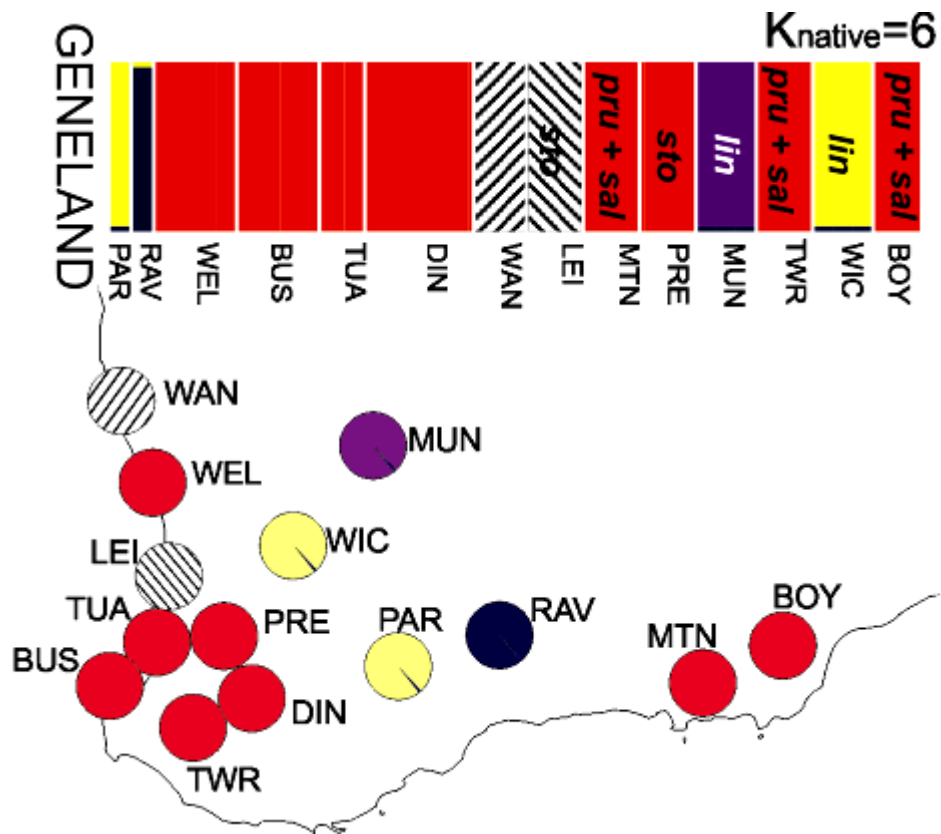 GENELAND
Knative=6
pru + sal
sto
lin
pru + sal
lin
pru + sal
sto
PAR
RAV
WEL
BUS
TUA
DIN
WAN
LEI
MTN
PRE
MUN
TWR
WIC
BOY
WAN
MUN
WEL
WIC
LEI
TUA
PRE
PAR
RAV
BOY
MTN
BUS
DIN
TWR